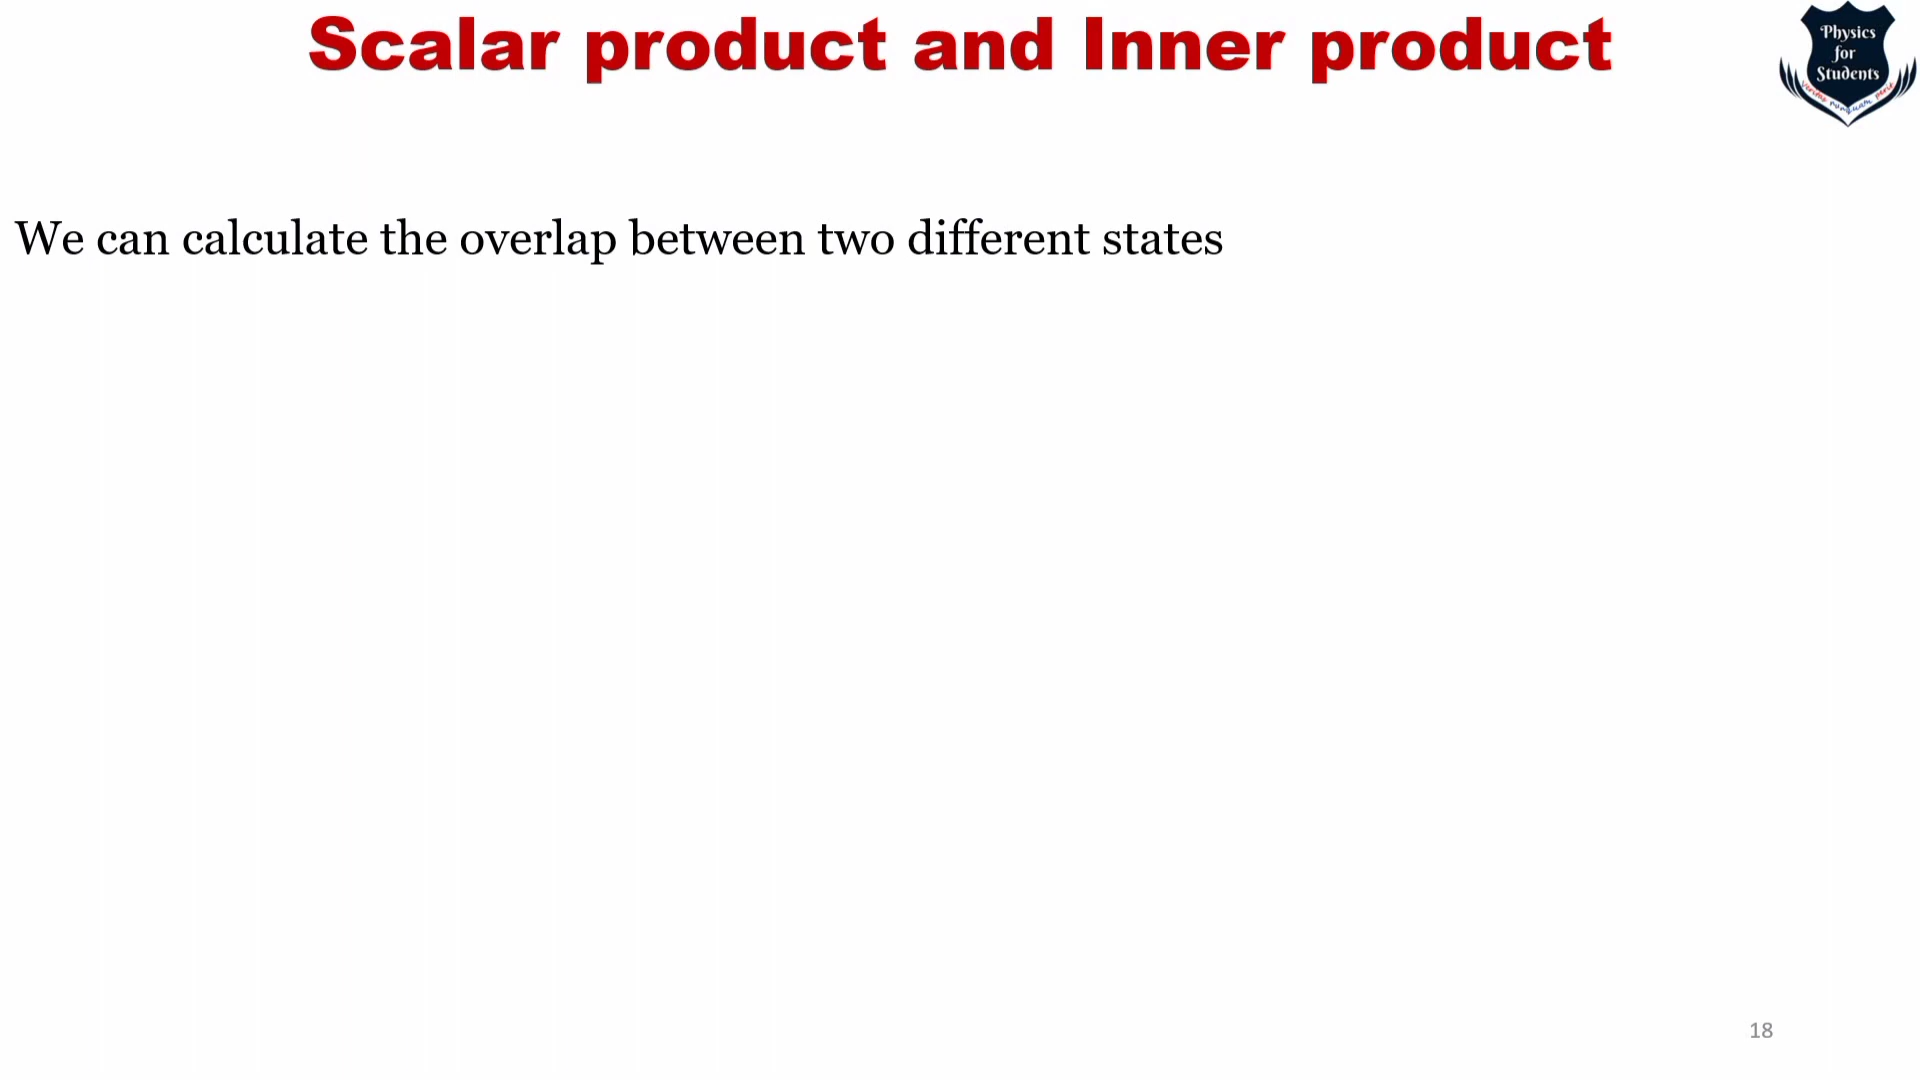 Scalar product and Inner product
Physics
for
Students
We can calculate the overlap between two different states
18